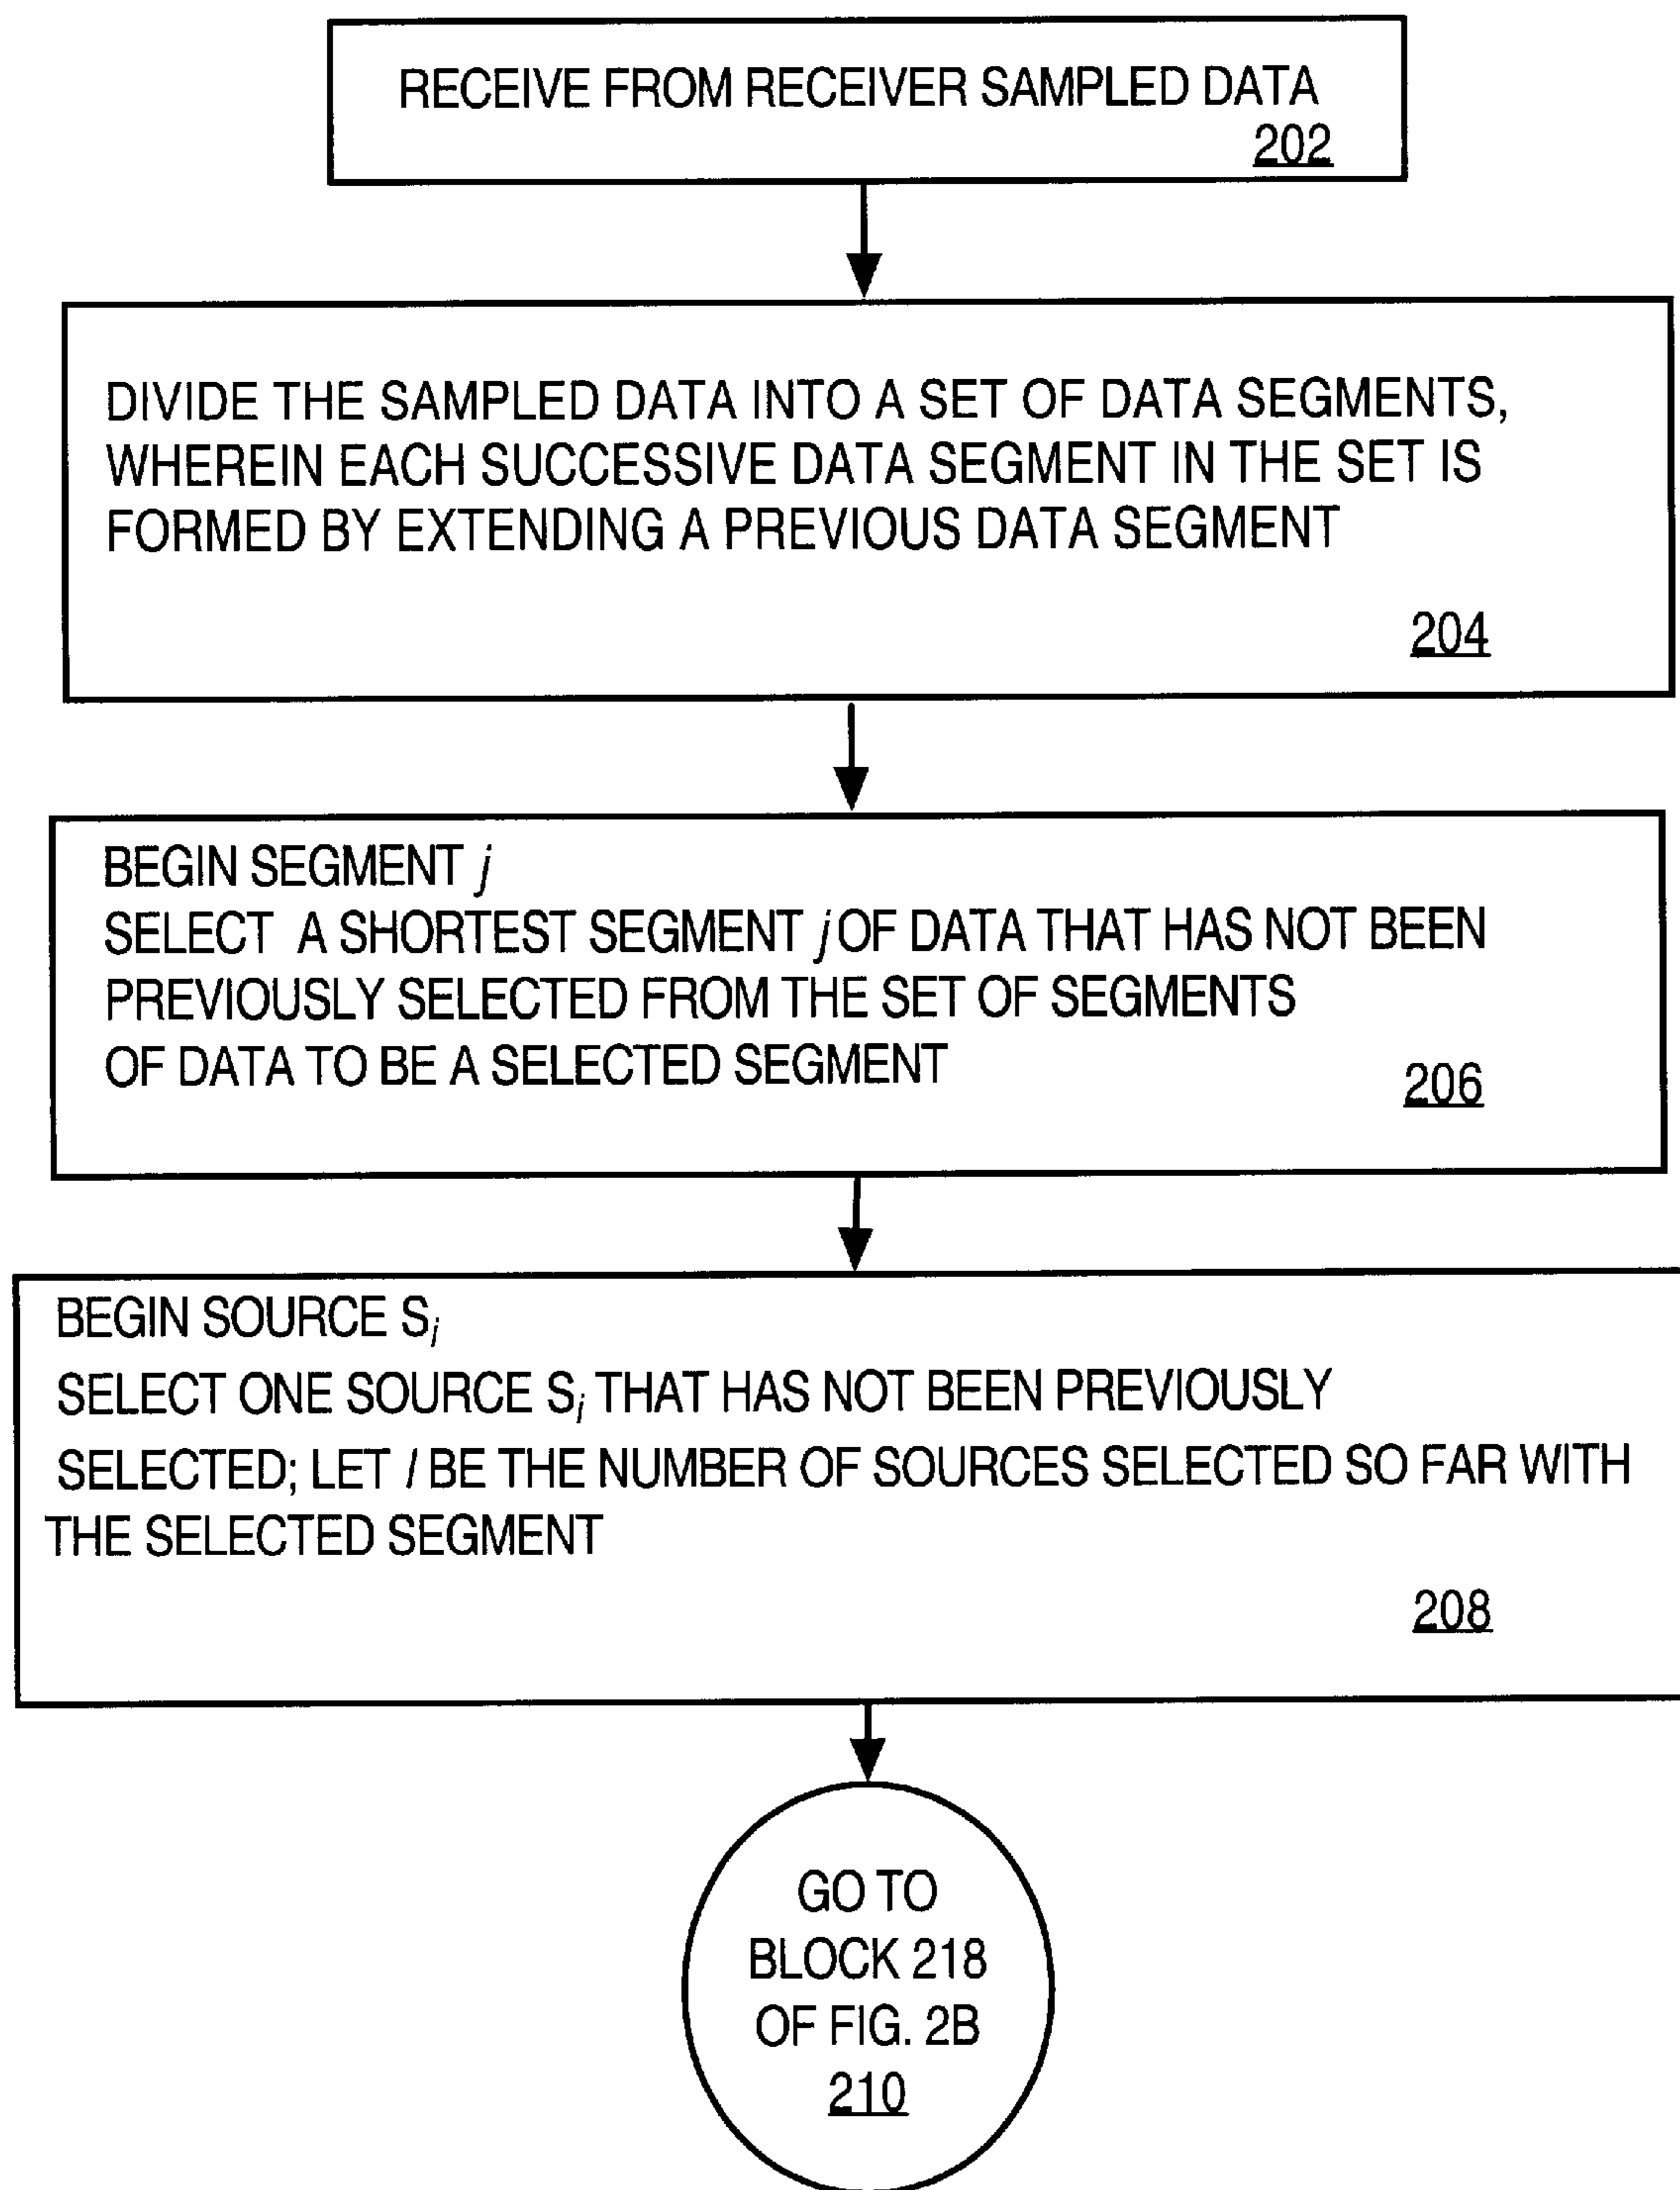 RECEIVE FROM RECEIVER SAMPLED DATA
202
DIVIDE THE SAMPLED DATA INTO A SET OF DATA SEGMENTS,
WHEREIN EACH SUCCESSIVE DATA SEGMENT IN THE SET IS
FORMED BY EXTENDING A PREVIOUS DATA SEGMENT
204
BEGIN SEGMENT j
SELECT A SHORTEST SEGMENT j OF DATA THAT HAS NOT BEEN
PREVIOUSLY SELECTED FROM THE SET OF SEGMENTS
OF DATA TO BE A SELECTED SEGMENT
206
BEGIN SOURCE Si
SELECT ONE SOURCE Si THAT HAS NOT BEEN PREVIOUSLY
SELECTED; LET I BE THE NUMBER OF SOURCES SELECTED SO FAR WITH
THE SELECTED SEGMENT
208
GO TO
BLOCK 218
OF FIG. 2B
210